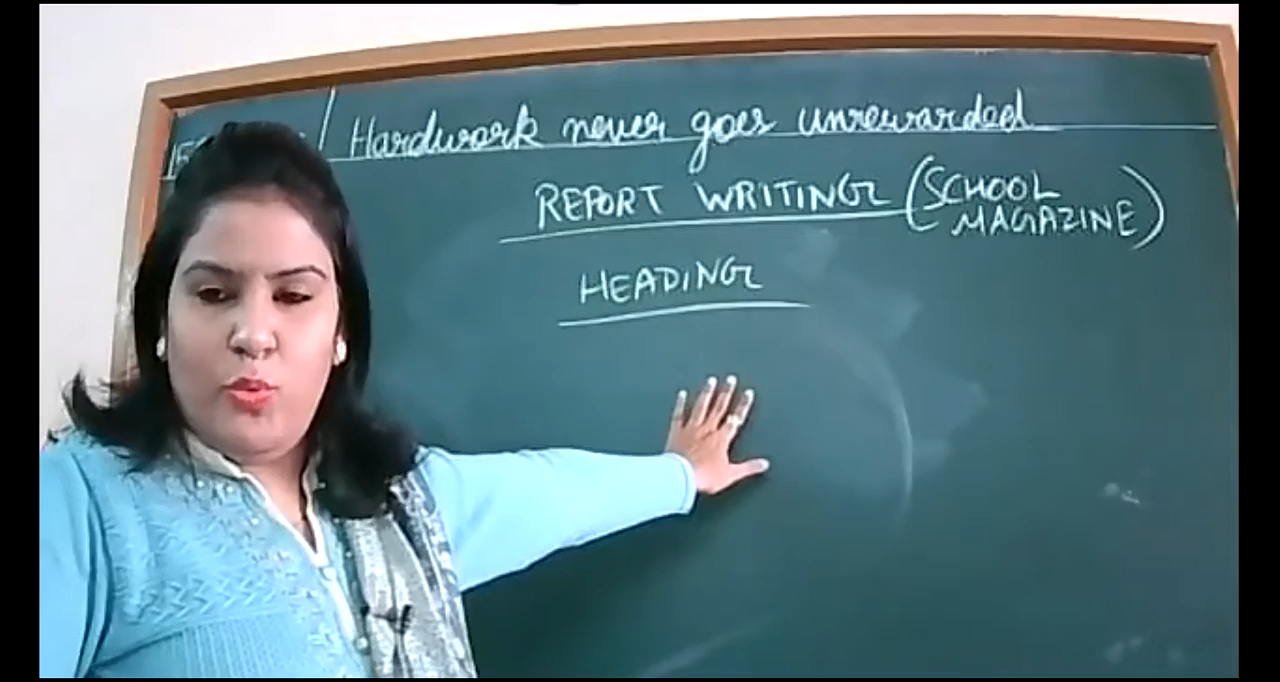 Hardwork never goes unrewarded
REPORT WRITING (SCHOOL
MAGAZINE)
HEADING